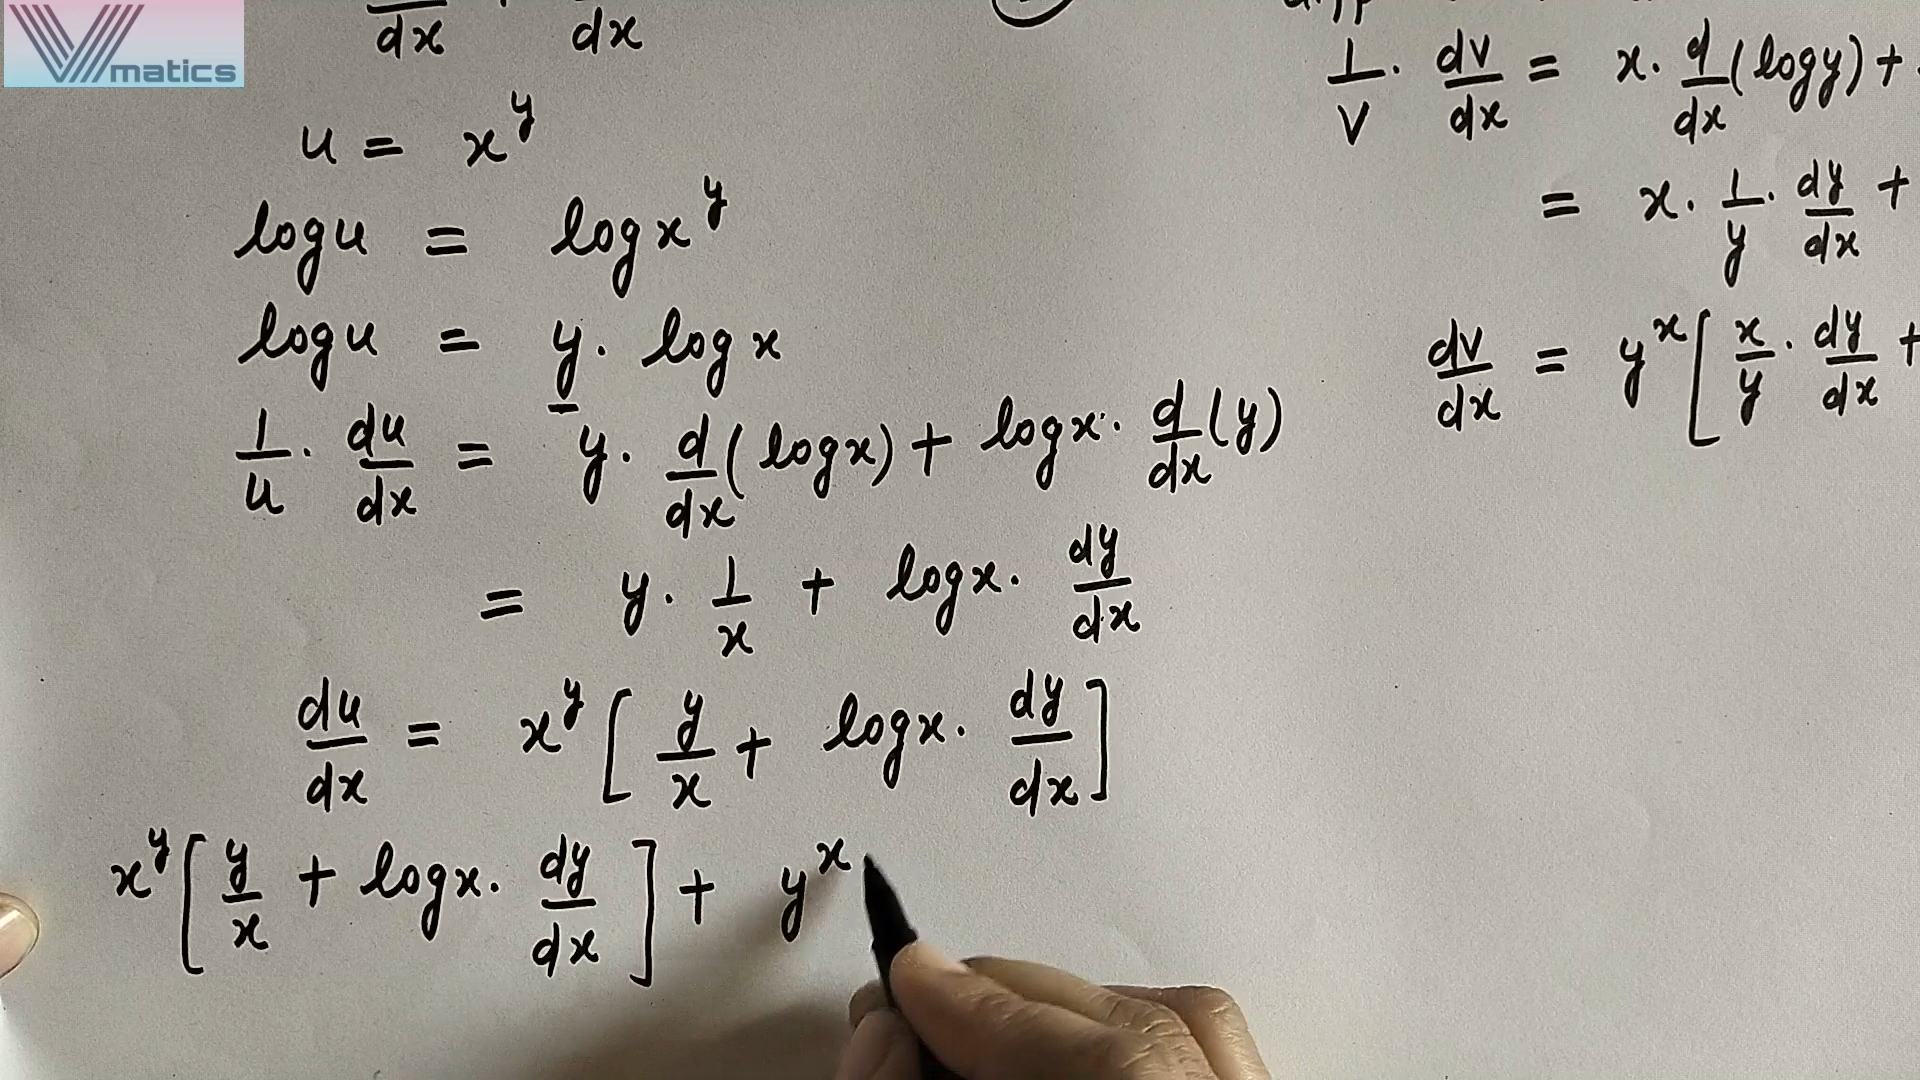 Vmatics
dx dx
u = x^y
log u = log x^y
log u = y. log x
1/u . du/dx = y. d/dx (log x) + log x. d/dx (y)
= y. 1/x + log x. dy/dx
du/dx = x^y [ y/x + log x. dy/dx ]
x^y [ y/x + log x. dy/dx ] + y^x
1/V . dv/dx = x. d/dx (log y) +
= x. 1/y . dy/dx +
dv/dx = y^x [ x/y . dy/dx +